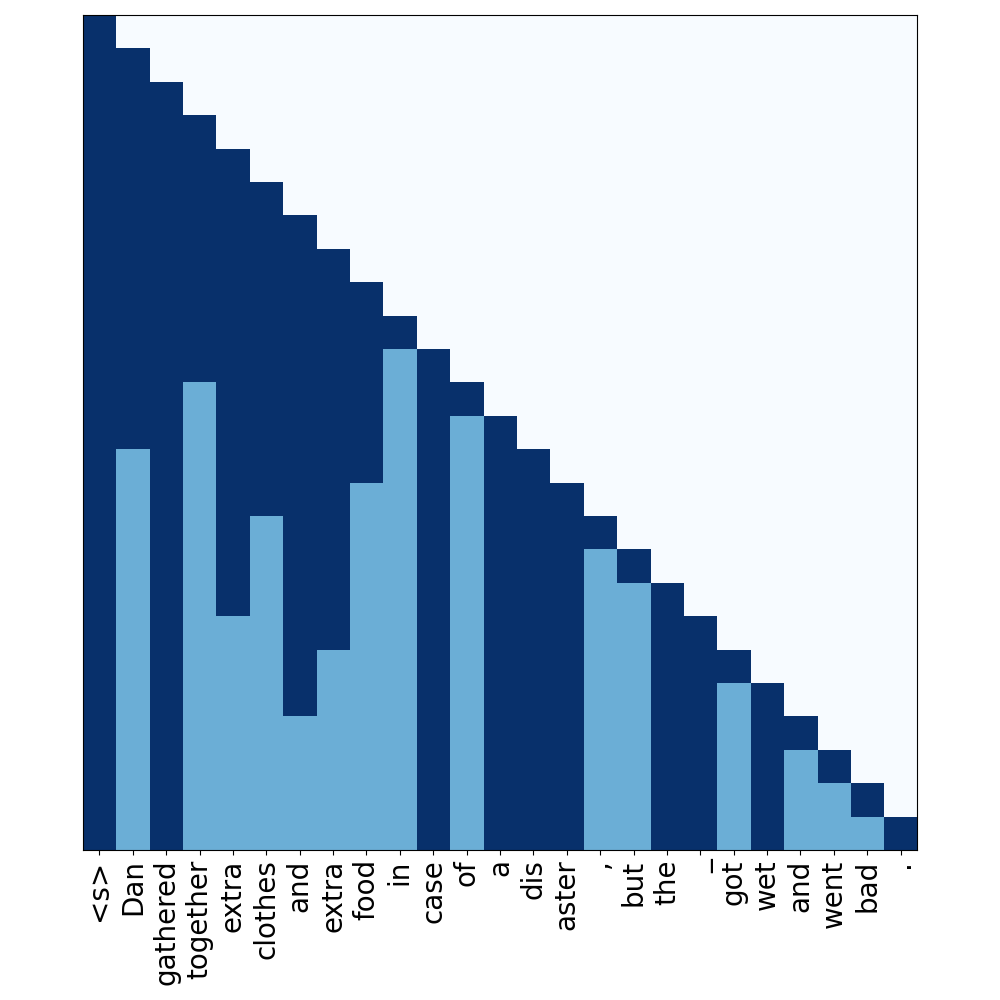 <s>
Dan
gathered
together
extra
clothes
and
extra
food
in
case
of
a
dis
aster
,
but
the
_
got
wet
and
went
bad
.